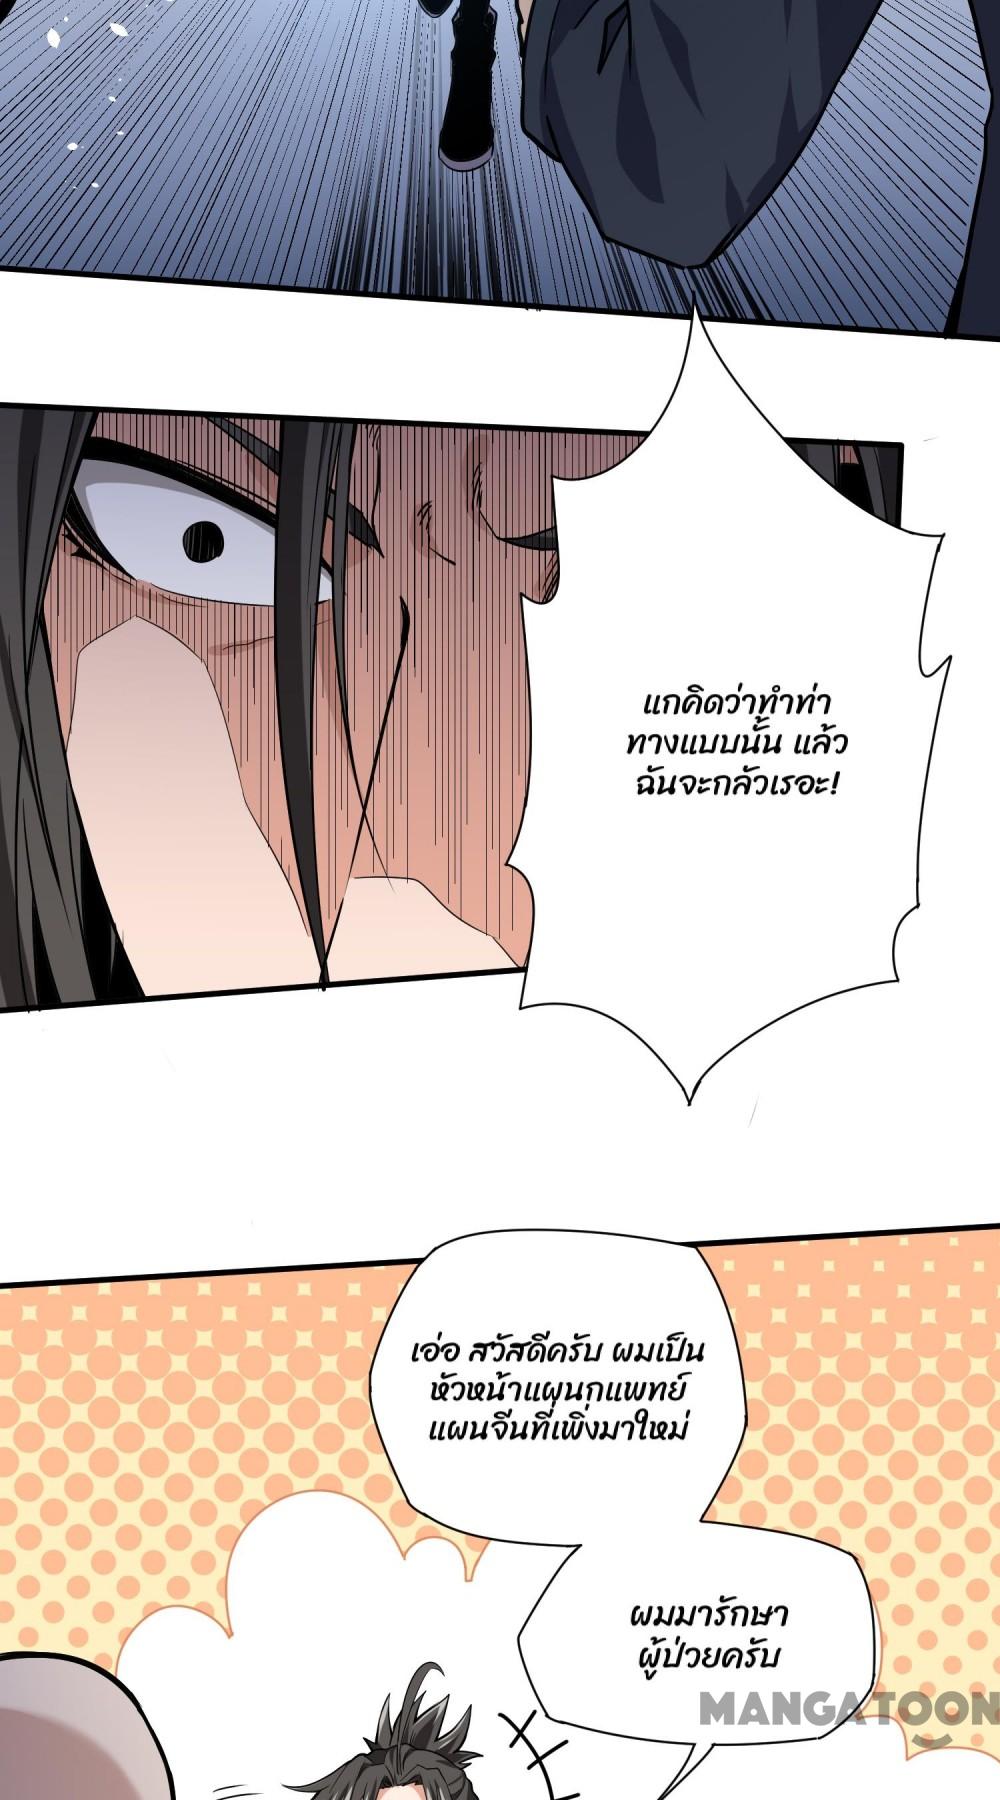 แกคิดว่าทำท่า
ทางแบบนั้น แล้ว
ฉันจะกลัวเรอะ!
เอ่อ สวัสดีครับ ผมเป็น
หัวหน้าแผนกแพทย์
แผนจีนที่เพิ่งมาใหม่
ผมมารักษา
ผู้ป่วยครับ
MANGATOON